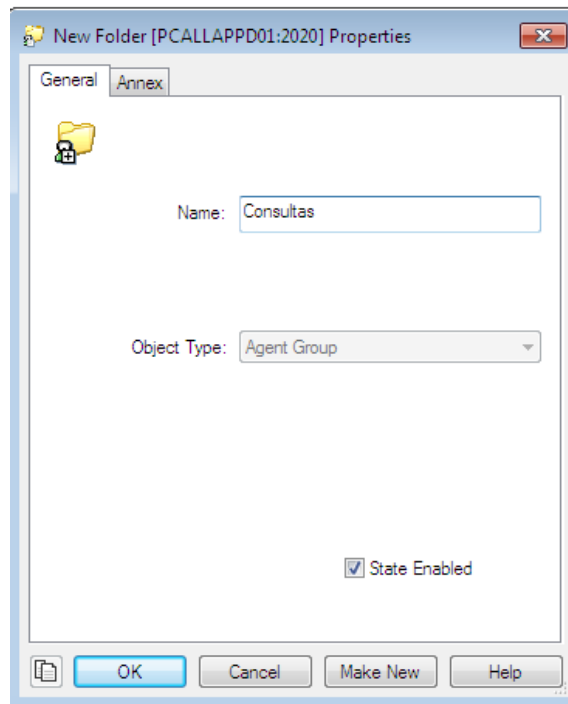 New Folder [PCALLAPPD01:2020] Properties
General Annex
Name: Consultas
Object Type: Agent Group
State Enabled
OK Cancel Make New Help